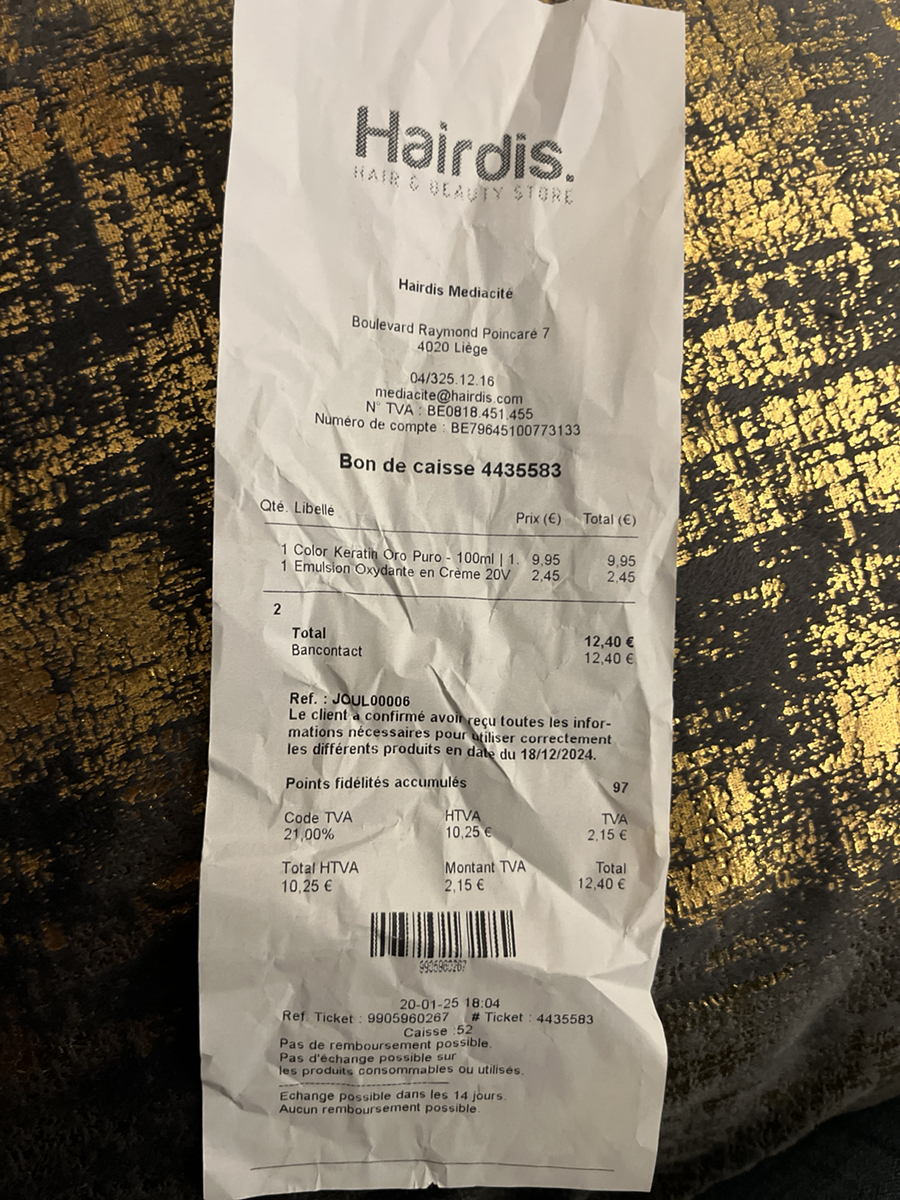 Hairdis.
HAIR & BEAUTY STORE
Hairdis Mediacité
Boulevard Raymond Poincaré 7
4020 Liège
04/325.12.16
mediacite@hairdis.com
N° TVA : BE0818.451.455
Numéro de compte : BE79645100773133
Bon de caisse 4435583
Qté. Libellé Prix (€) Total (€)
1 Color Keratin Oro Puro - 100ml | 1. 9,95 9,95
1 Emulsion Oxydante en Crème 20V 2,45 2,45
2
Total 12,40 €
Bancontact 12,40 €
Ref. : JOUL00006
Le client a confirmé avoir reçu toutes les infor-
mations nécessaires pour utiliser correctement
les différents produits en date du 18/12/2024.
Points fidélités accumulés 97
Code TVA HTVA TVA
21,00% 10,25 € 2,15 €
Total HTVA Montant TVA Total
10,25 € 2,15 € 12,40 €
9905960267
20-01-25 18:04
Ref. Ticket : 9905960267 # Ticket : 4435583
Caisse :52
Pas de remboursement possible.
Pas d'échange possible sur
les produits consommables ou utilisés.
Echange possible dans les 14 jours.
Aucun remboursement possible.